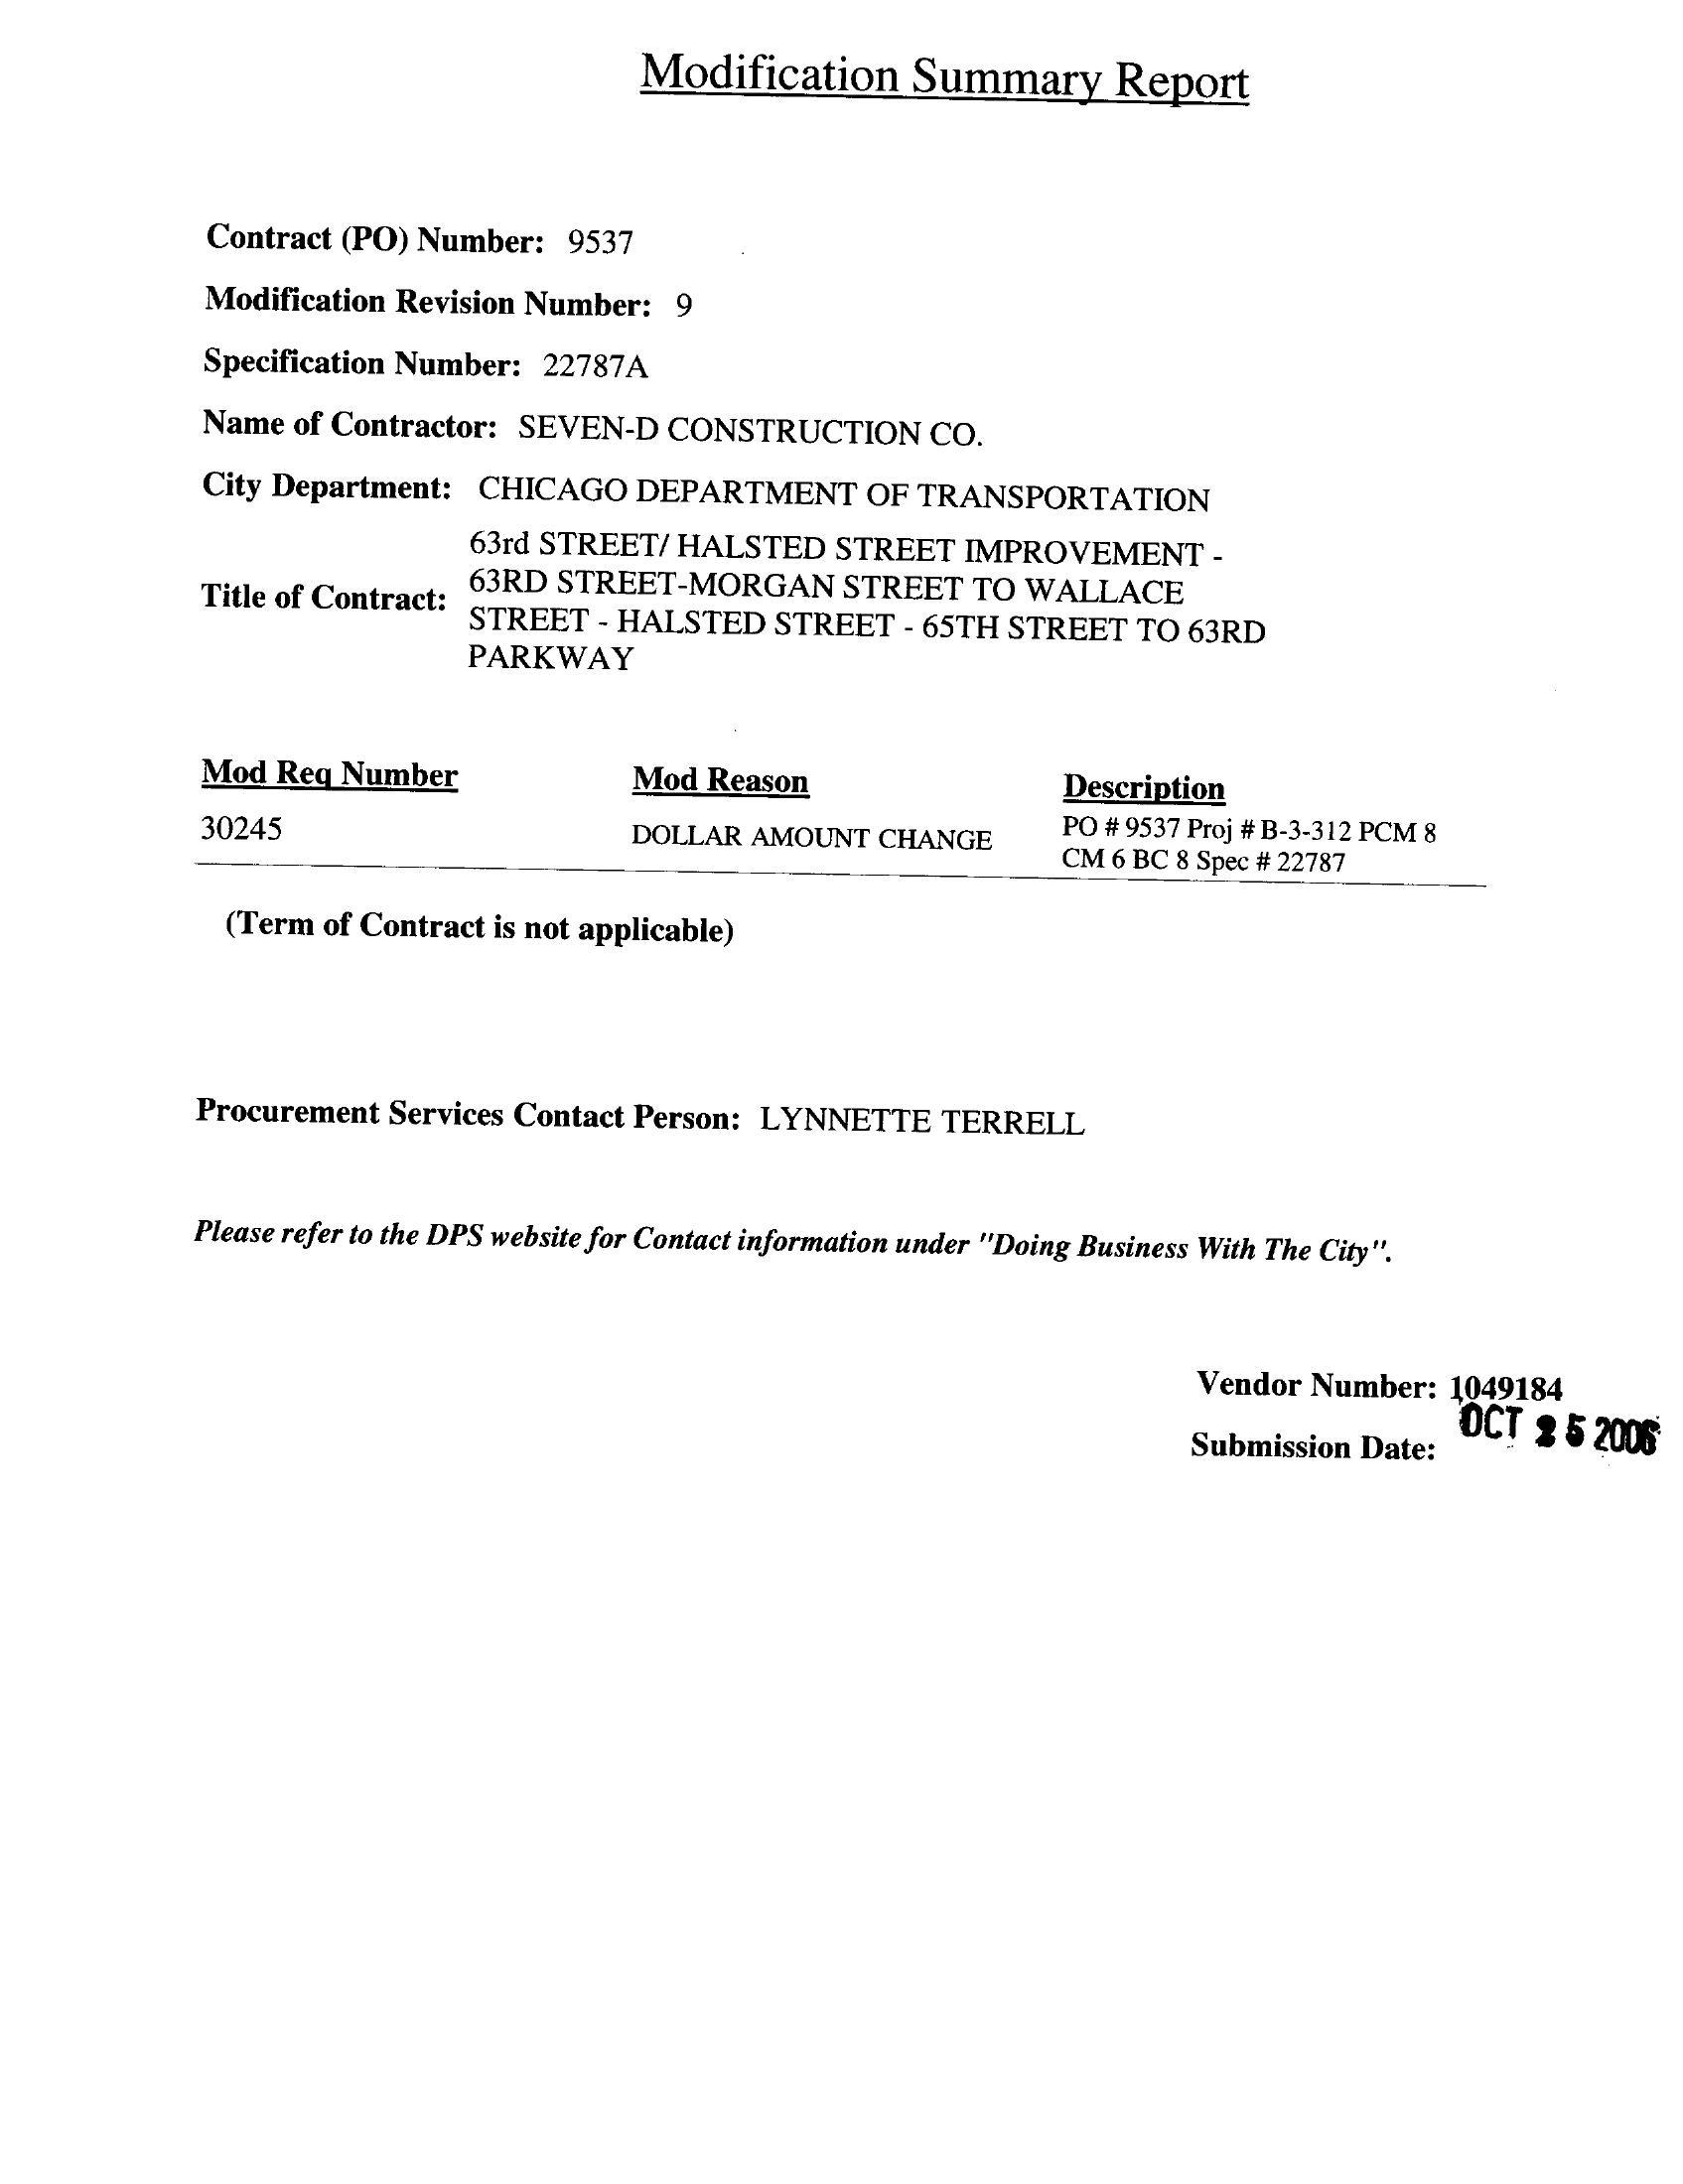 Modification Summary Report
Contract (PO) Number: 9537
Modification Revision Number: 9
Specification Number: 22787A
Name of Contractor: SEVEN-D CONSTRUCTION CO.
City Department: CHICAGO DEPARTMENT OF TRANSPORTATION
Title of Contract: 63rd STREET/ HALSTED STREET IMPROVEMENT -
63RD STREET-MORGAN STREET TO WALLACE
STREET - HALSTED STREET - 65TH STREET TO 63RD
PARKWAY
Mod Req Number Mod Reason Description
30245 DOLLAR AMOUNT CHANGE PO # 9537 Proj # B-3-312 PCM 8
CM 6 BC 8 Spec # 22787
(Term of Contract is not applicable)
Procurement Services Contact Person: LYNNETTE TERRELL
Please refer to the DPS website for Contact information under "Doing Business With The City".
Vendor Number: 1049184
Submission Date: OCT 25 2006